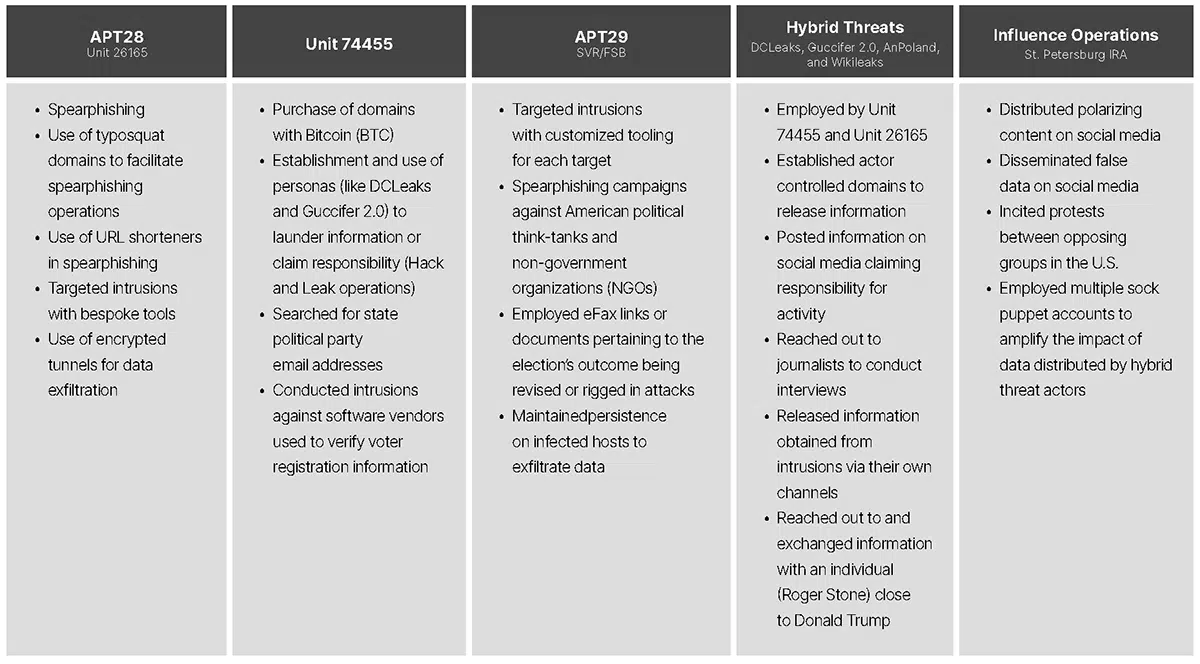 APT28
Unit 26165
• Spearphishing
• Use of typosquat
domains to facilitate
spearphishing
operations
• Use of URL shorteners
in spearphishing
• Targeted intrusions
with bespoke tools
• Use of encrypted
tunnels for data
exfiltration
Unit 74455
• Purchase of domains
with Bitcoin (BTC)
• Establishment and use of
personas (like DCLeaks
and Guccifer 2.0) to
launder information or
claim responsibility (Hack
and Leak operations)
• Searched for state
political party
email addresses
• Conducted intrusions
against software vendors
used to verify voter
registration information
APT29
SVR/FSB
• Targeted intrusions
with customized tooling
for each target
• Spearphishing campaigns
against American political
think-tanks and
non-government
organizations (NGOs)
• Employed eFax links or
documents pertaining to the
election's outcome being
revised or rigged in attacks
• Maintainedpersistence
on infected hosts to
exfiltrate data
Hybrid Threats
DCLeaks, Guccifer 2.0, AnPoland,
and Wikileaks
• Employed by Unit
74455 and Unit 26165
• Established actor
controlled domains to
release information
• Posted information on
social media claiming
responsibility for
activity
• Reached out to
journalists to conduct
interviews
• Released information
obtained from
intrusions via their own
channels
• Reached out to and
exchanged information
with an individual
(Roger Stone) close
to Donald Trump
Influence Operations
St. Petersburg IRA
• Distributed polarizing
content on social media
• Disseminated false
data on social media
• Incited protests
between opposing
groups in the U.S.
• Employed multiple sock
puppet accounts to
amplify the impact of
data distributed by hybrid
threat actors